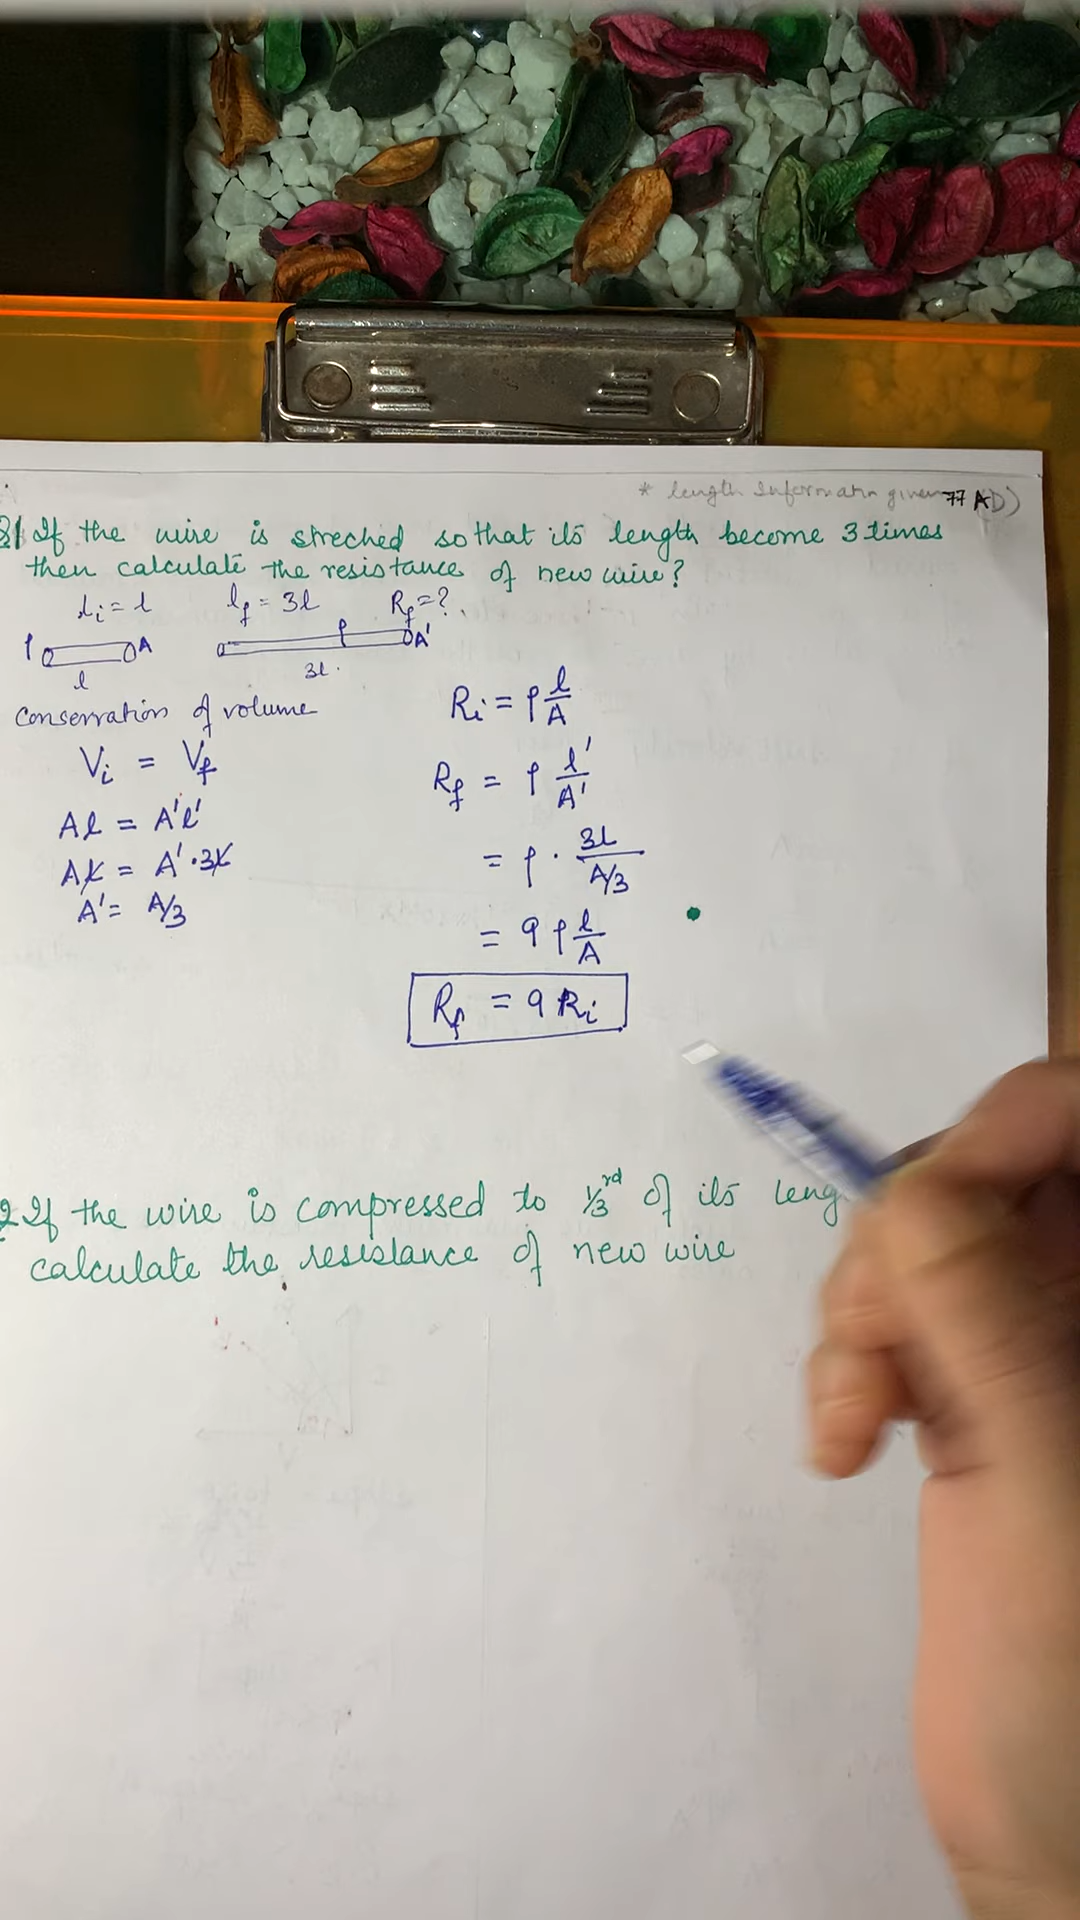 * length Informatn given
Q1 If the wire is streched so that its length become 3 times
then calculate the resistance of new wire?
li = l lf = 3l Rf = ?
ρ A ρ A'
l 3l
Conservation of volume
Vi = Vf
Al = A'l'
Al = A'·3l
A' = A/3
Ri = ρ l/A
Rf = ρ l'/A'
= ρ · 3l/A/3
= 9 ρ l/A
Rf = 9 Ri
2 If the wire is compressed to 1/3rd of its
calculate the resistance of new wire